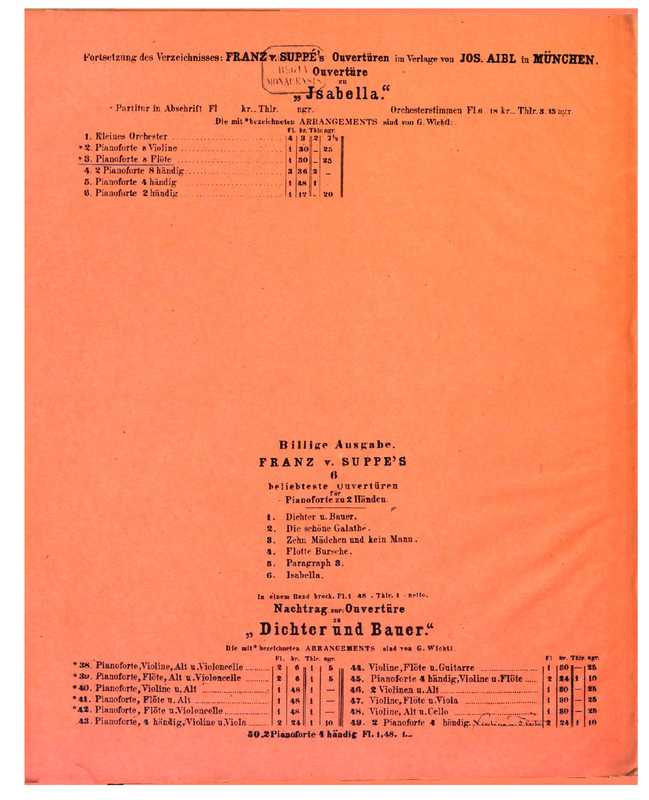 Fortsetzung des Verzeichnisses: FRANZ v. SUPPÉ's Ouvertüren im Verlage von JOS. AIBL in MÜNCHEN.
REGIA
MONACENSIS
Ouvertüre
zu
„Jsabella.“
Partitur in Abschrift Fl kr.. Thlr. ngr. Orchesterstimen Fl. 6 18 kr.. Thlr. 3. 15 ngr.
Die mit * bezeichneten ARRANGEMENTS sind von G. Wichtl:
Fl. kr. Thlr. ngr.
1. Kleines Orchester 4 3 2 7½
*2. Pianoforte & Violine 1 30 – 25
*3. Pianoforte & Flöte 1 30 – 25
4. 2 Pianoforte 8 händig. 3 36 2 –
5. Pianoforte 4 händig 1 48 1
6. Pianoforte 2 händig 1 12 – 20
Billige Ausgabe.
FRANZ v. SUPPE'S
6
beliebteste Ouvertüren
für
Pianoforte zu 2 Händen.
1. Dichter u. Bauer.
2. Die schöne Galathé.
3. Zehn Mädchen und kein Mann.
4. Flotte Bursche.
5. Paragraph 3.
6. Isabella.
In einem Band broch. Fl. 1 48 . Thlr. 1 – netto.
Nachtrag zur: Ouvertüre
zu
„Dichter und Bauer.“
Die mit * bezeichneten ARRANGEMENTS sind von G. Wichtl.
Fl. kr. Thlr. ngr.
*38. Pianoforte, Violine, Alt u. Violoncelle 2 6 1 5
*39. Pianoforte, Flöte, Alt u. Violoncelle 2 6 1 5
*40. Pianoforte, Violine u. Alt 1 48 1 –
*41. Pianoforte, Flöte u. Alt 1 48 1 –
*42. Pianoforte, Flöte u. Violoncelle 1 48 1 –
43. Pianoforte, 4 händig, Violine u. Viola 2 24 1 10
Fl kr. Thlr. ngr.
44. Violine, Flöte u. Guitarre 1 30 – 25
45. Pianoforte 4 händig, Violine u. Flöte 2 24 1 10
46. 2 Violinen u. Alt 1 30 – 25
47. Violine, Flöte u. Viola 1 30 – 25
48. Violine, Alt u. Cello 1 30 – 25
49. 2 Pianoforte 4 händig. 2 24 1 10
50. 2 Pianoforte 4 händig Fl. 1, 48. 1.–